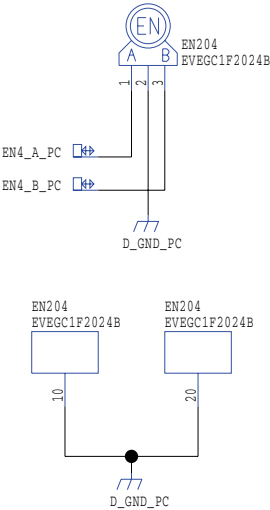 EN
A B
EN204
EVEGC1F2024B
1 2 3
EN4_A_PC
EN4_B_PC
D_GND_PC
EN204
EVEGC1F2024B
EN204
EVEGC1F2024B
10
20
D_GND_PC